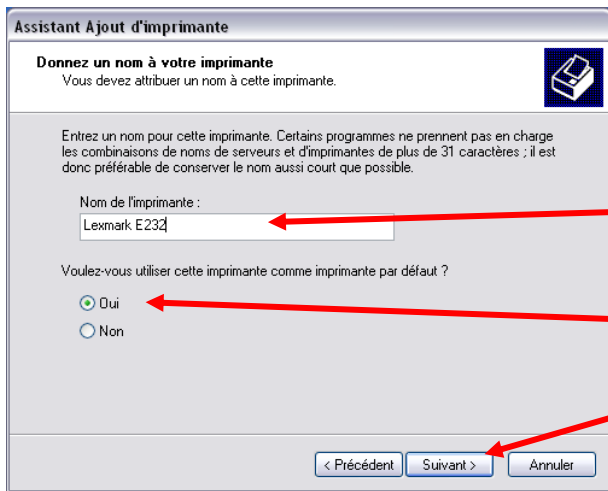 Assistant Ajout d'imprimante
Donnez un nom à votre imprimante
Vous devez attribuer un nom à cette imprimante.
Entrez un nom pour cette imprimante. Certains programmes ne prennent pas en charge
les combinaisons de noms de serveurs et d'imprimantes de plus de 31 caractères ; il est
donc préférable de conserver le nom aussi court que possible.
Nom de l'imprimante :
Lexmark E232
Voulez-vous utiliser cette imprimante comme imprimante par défaut ?
Oui
Non
< Précédent Suivant > Annuler